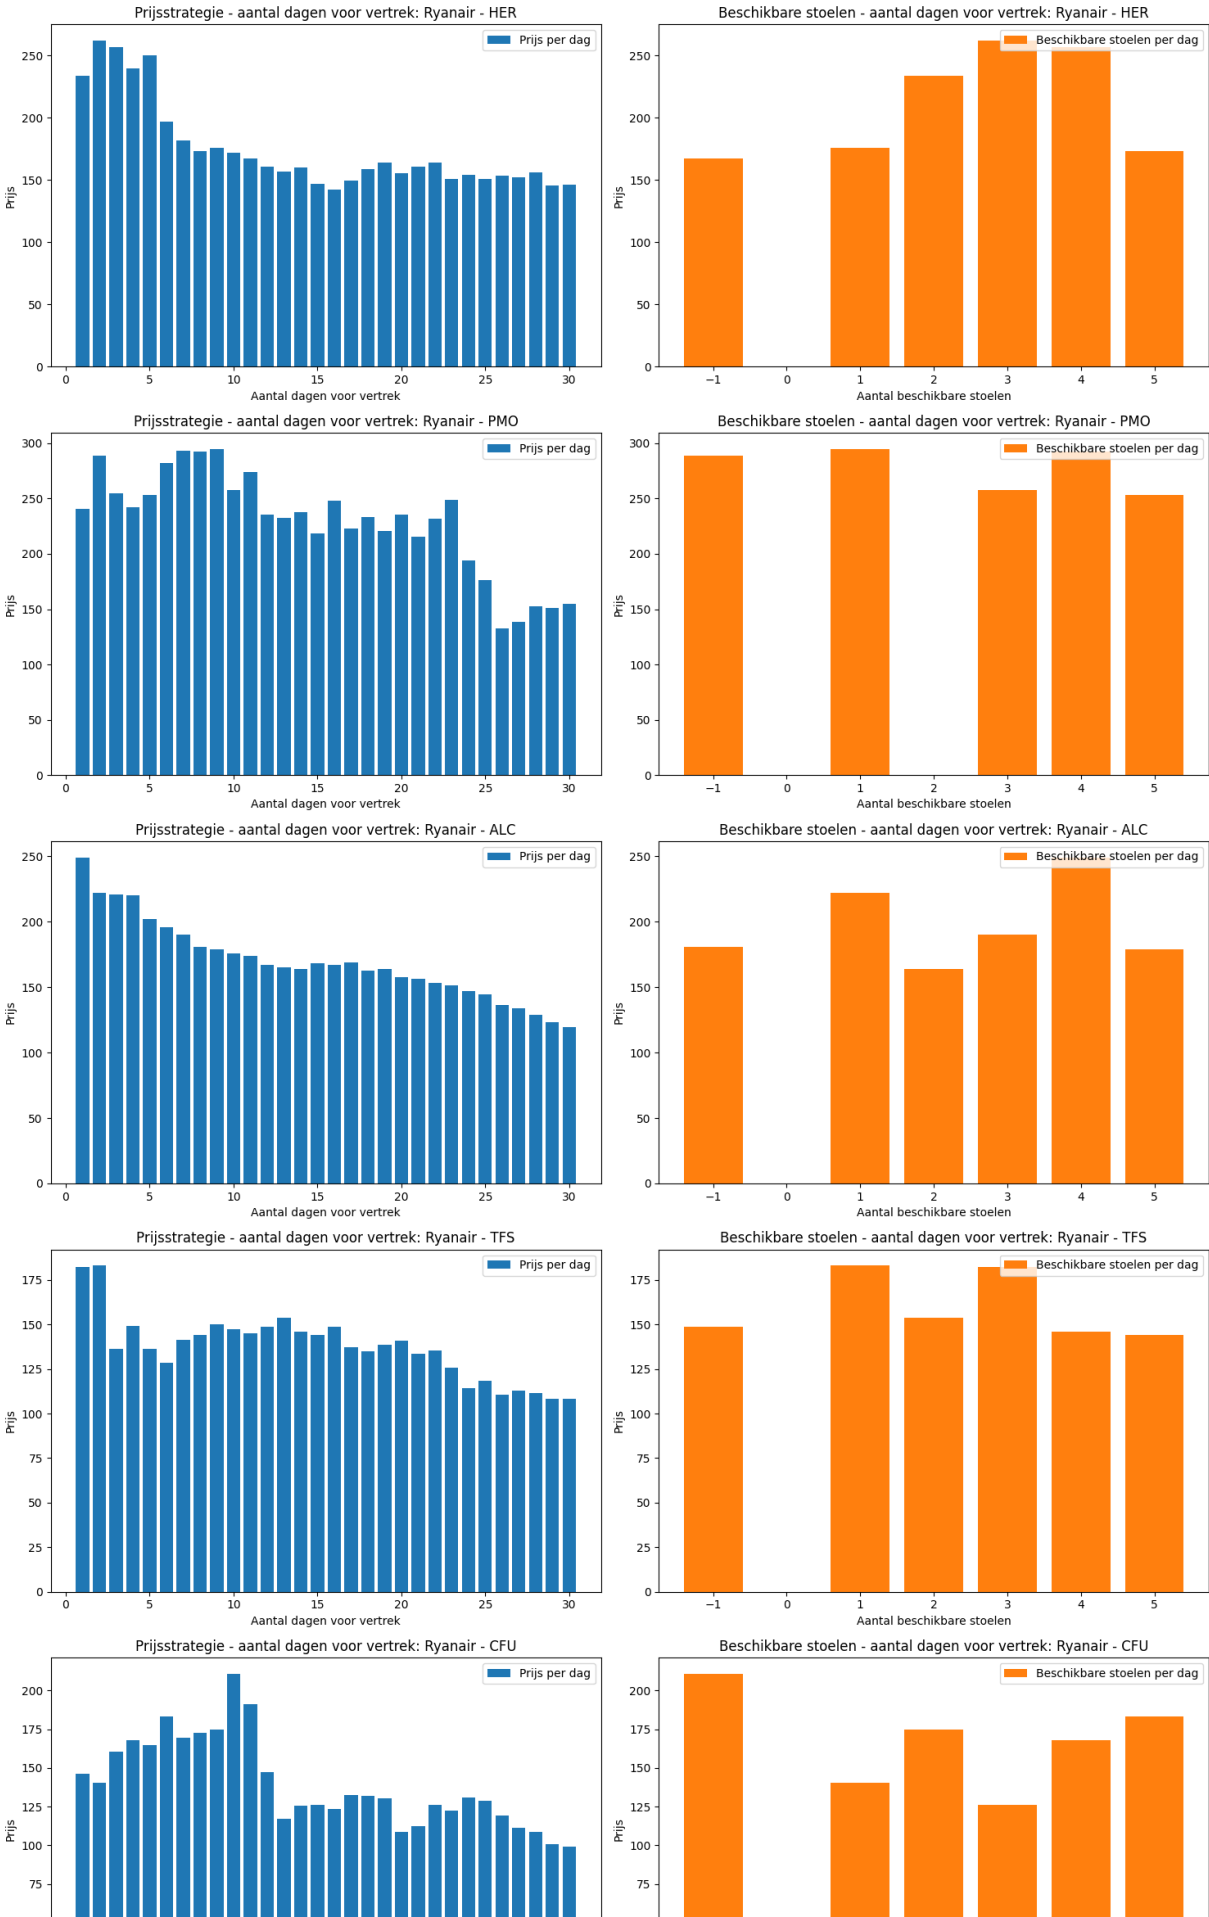 Prijsstrategie - aantal dagen voor vertrek: Ryanair - HER
Prijs per dag
Prijs
250
200
150
100
50
0
0 5 10 15 20 25 30
Aantal dagen voor vertrek
Beschikbare stoelen - aantal dagen voor vertrek: Ryanair - HER
Beschikbare stoelen per dag
Prijs
250
200
150
100
50
0
−1 0 1 2 3 4 5
Aantal beschikbare stoelen
Prijsstrategie - aantal dagen voor vertrek: Ryanair - PMO
Prijs per dag
Prijs
300
250
200
150
100
50
0
0 5 10 15 20 25 30
Aantal dagen voor vertrek
Beschikbare stoelen - aantal dagen voor vertrek: Ryanair - PMO
Beschikbare stoelen per dag
Prijs
300
250
200
150
100
50
0
−1 0 1 2 3 4 5
Aantal beschikbare stoelen
Prijsstrategie - aantal dagen voor vertrek: Ryanair - ALC
Prijs per dag
Prijs
250
200
150
100
50
0
0 5 10 15 20 25 30
Aantal dagen voor vertrek
Beschikbare stoelen - aantal dagen voor vertrek: Ryanair - ALC
Beschikbare stoelen per dag
Prijs
250
200
150
100
50
0
−1 0 1 2 3 4 5
Aantal beschikbare stoelen
Prijsstrategie - aantal dagen voor vertrek: Ryanair - TFS
Prijs per dag
Prijs
175
150
125
100
75
50
25
0
0 5 10 15 20 25 30
Aantal dagen voor vertrek
Beschikbare stoelen - aantal dagen voor vertrek: Ryanair - TFS
Beschikbare stoelen per dag
Prijs
175
150
125
100
75
50
25
0
−1 0 1 2 3 4 5
Aantal beschikbare stoelen
Prijsstrategie - aantal dagen voor vertrek: Ryanair - CFU
Prijs per dag
Prijs
200
175
150
125
100
75
Beschikbare stoelen - aantal dagen voor vertrek: Ryanair - CFU
Beschikbare stoelen per dag
Prijs
200
175
150
125
100
75